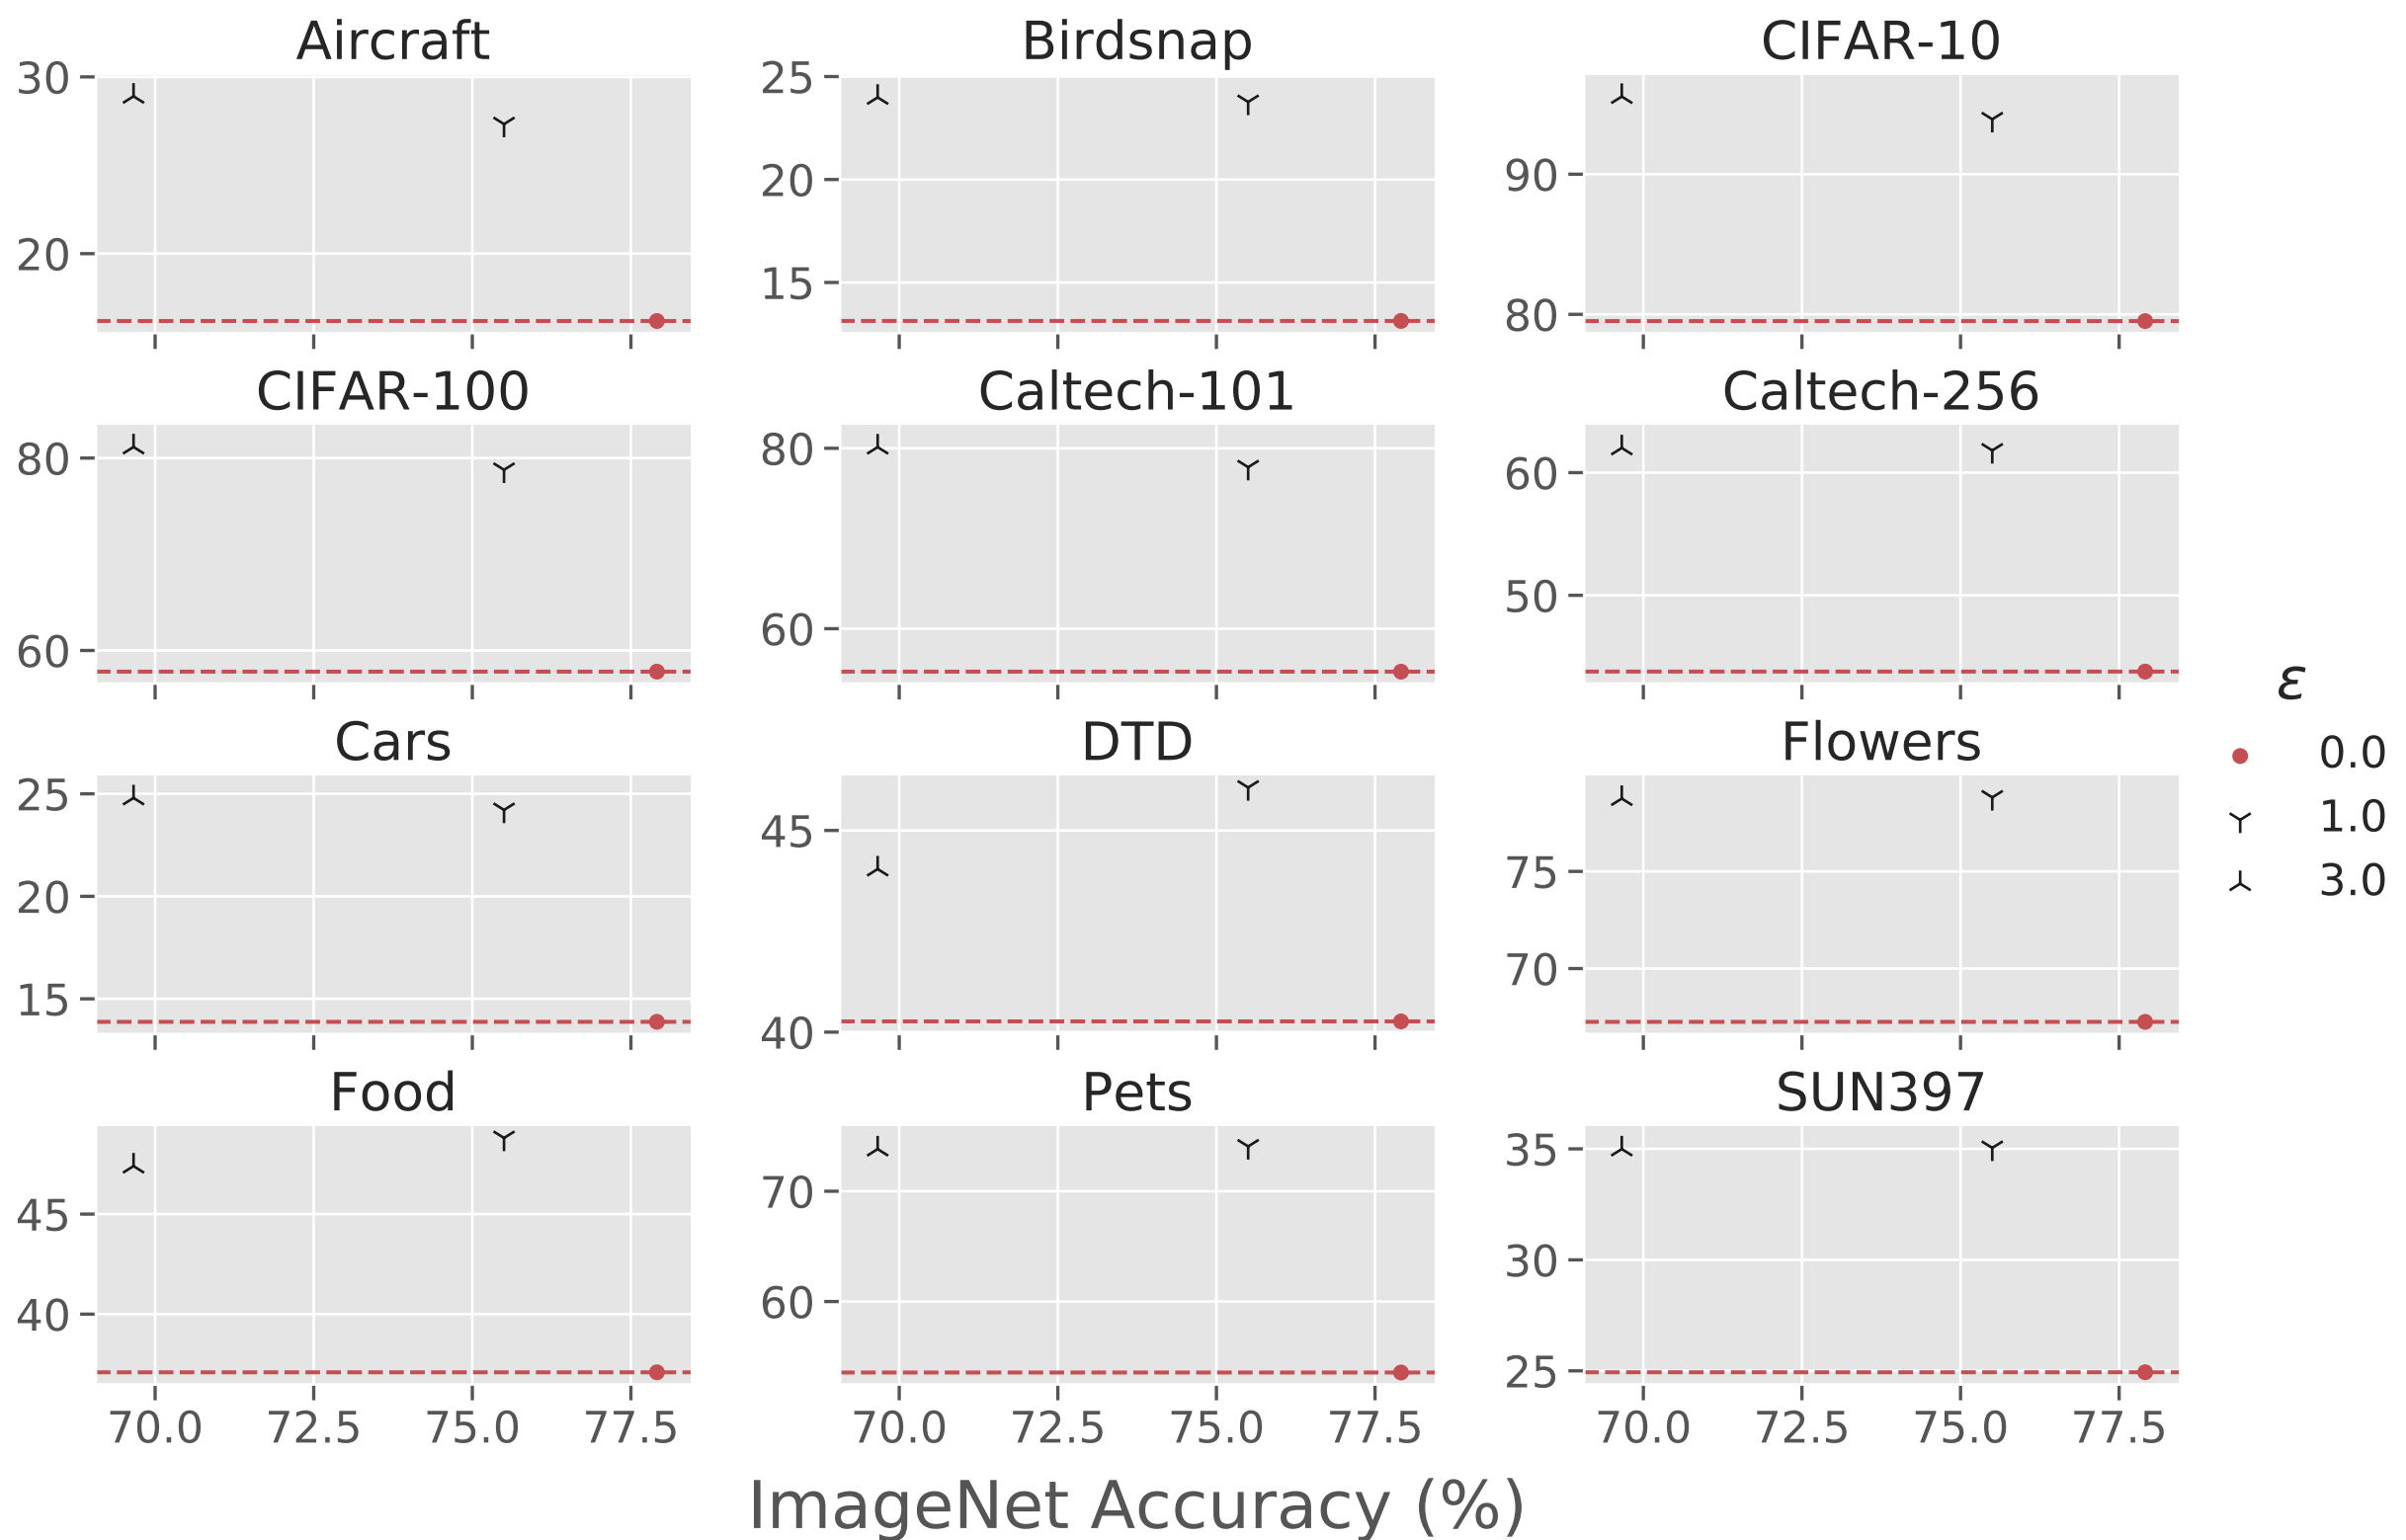 Aircraft Birdsnap CIFAR-10
30 25
20 20 90
15 80
CIFAR-100 Caltech-101 Caltech-256
80 80 60
60 60 50
Cars DTD Flowers
25 45 75
20 70
15 40
Food Pets SUN397
45 70 35
40 60 30
25
70.0 72.5 75.0 77.5 70.0 72.5 75.0 77.5 70.0 72.5 75.0 77.5
ImageNet Accuracy (%)
ε
0.0
1.0
3.0